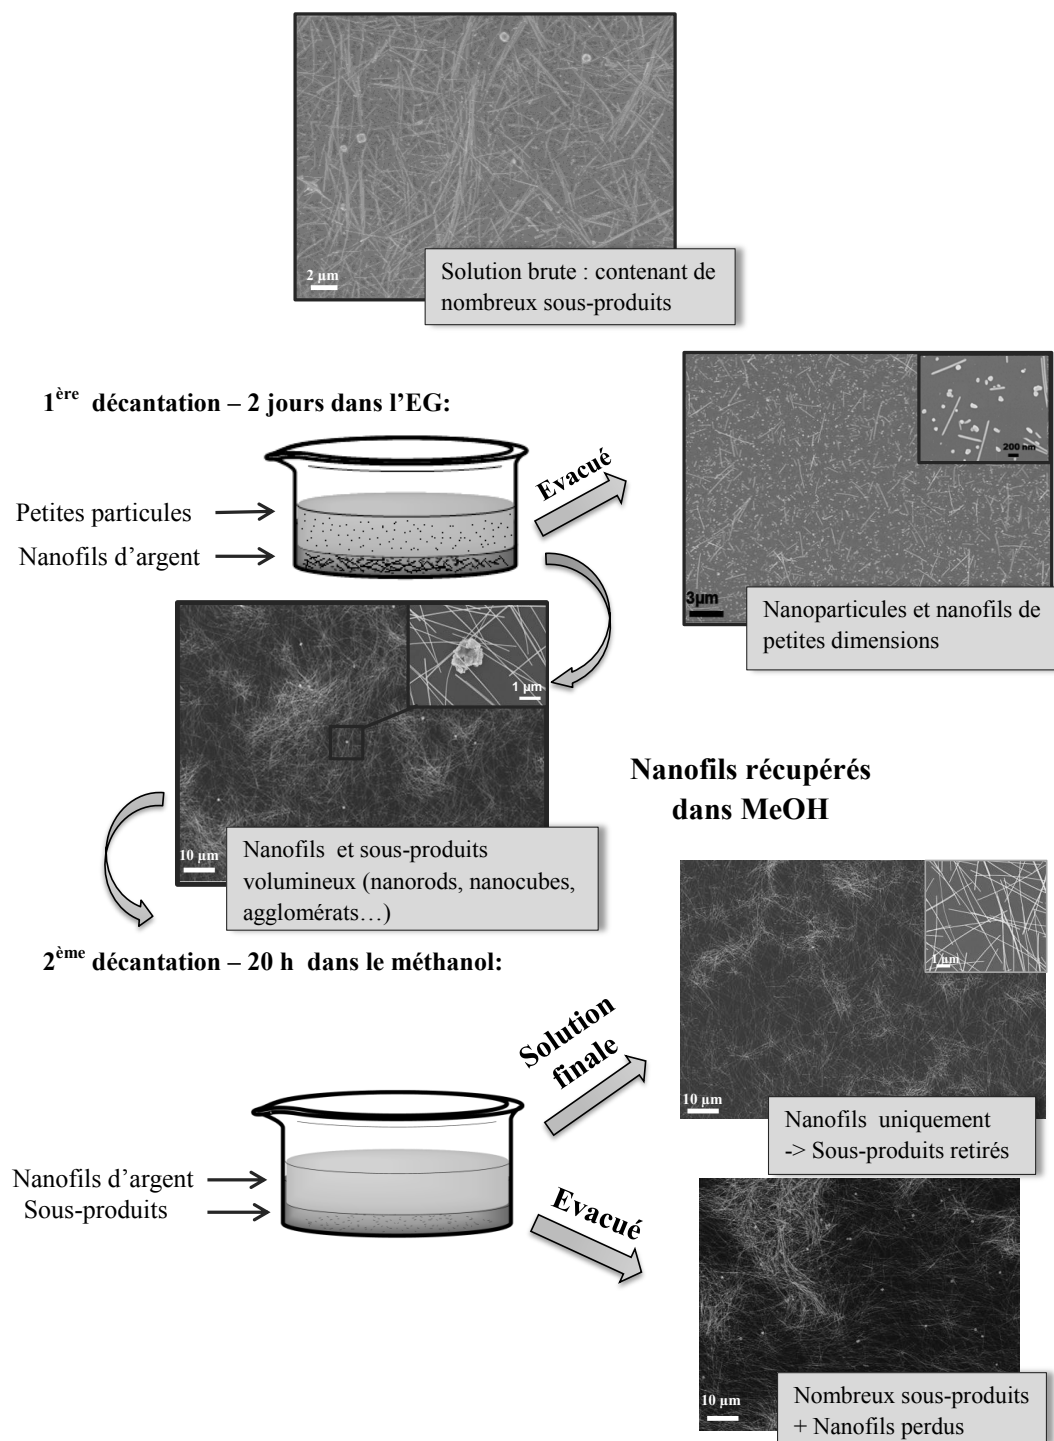 2 µm
Solution brute : contenant de
nombreux sous-produits
1ère décantation – 2 jours dans l’EG:
Evacué
200 nm
Petites particules
Nanofils d’argent
3µm
Nanoparticules et nanofils de
petites dimensions
1 µm
10 µm
Nanofils et sous-produits
volumineux (nanorods, nanocubes,
agglomérats…)
Nanofils récupérés
dans MeOH
2ème décantation – 20 h dans le méthanol:
Solution
finale
1 µm
10 µm
Nanofils uniquement
-> Sous-produits retirés
Nanofils d’argent
Sous-produits
Evacué
10 µm
Nombreux sous-produits
+ Nanofils perdus